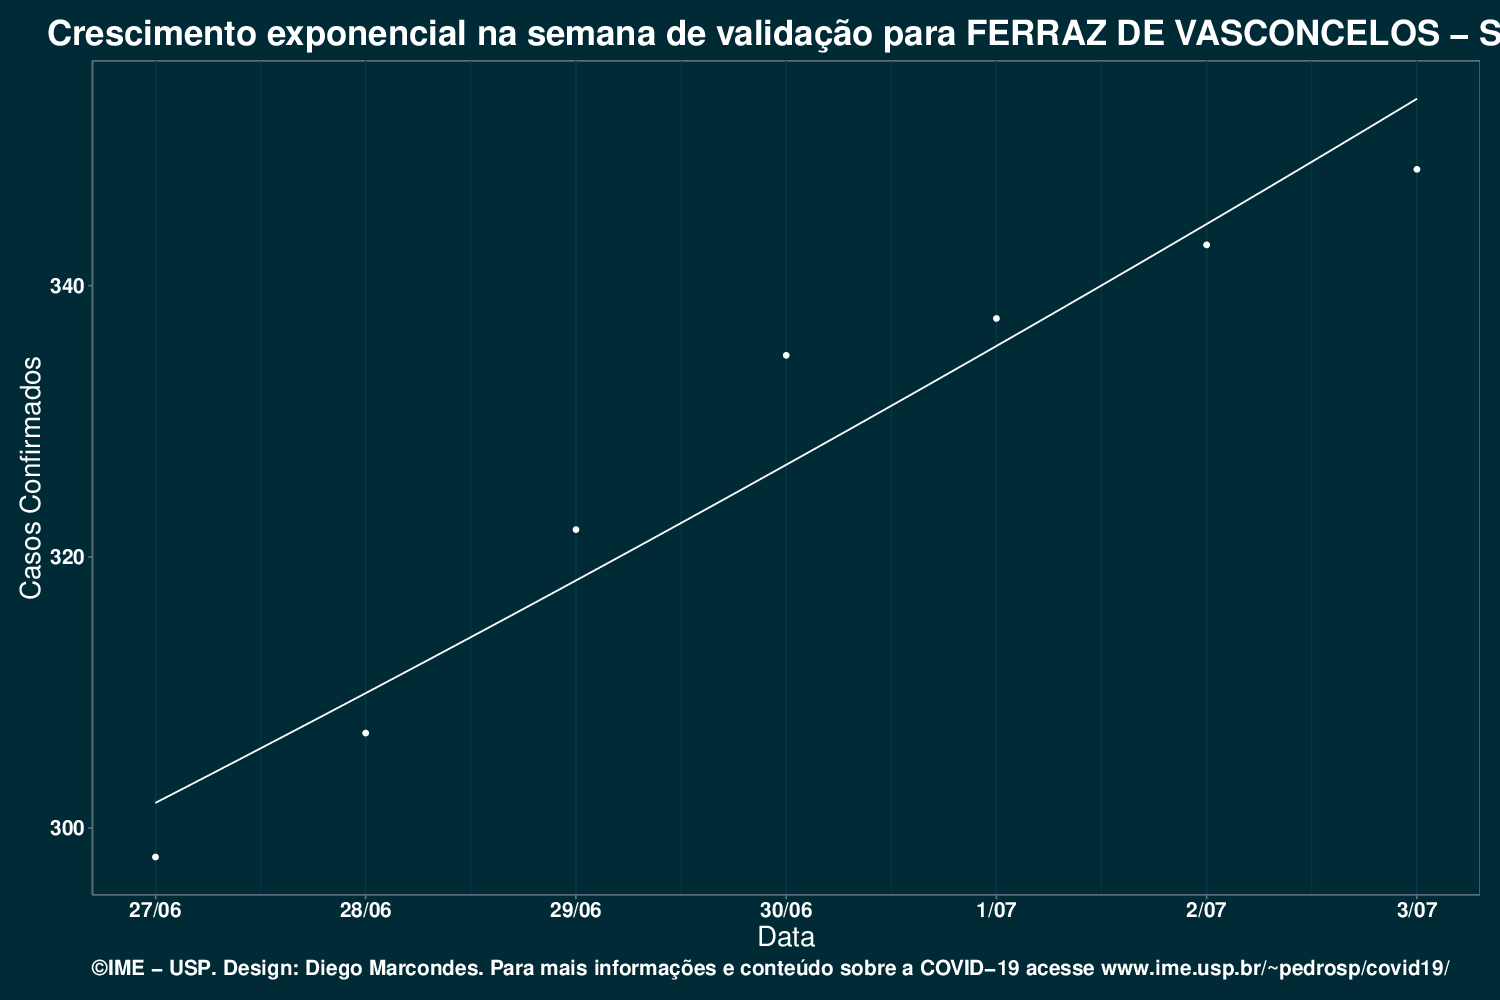 Crescimento exponencial na semana de validação para FERRAZ DE VASCONCELOS – S
340
320
300
Casos Confirmados
27/06 28/06 29/06 30/06 1/07 2/07 3/07
Data
©IME – USP. Design: Diego Marcondes. Para mais informações e conteúdo sobre a COVID–19 acesse www.ime.usp.br/~pedrosp/covid19/